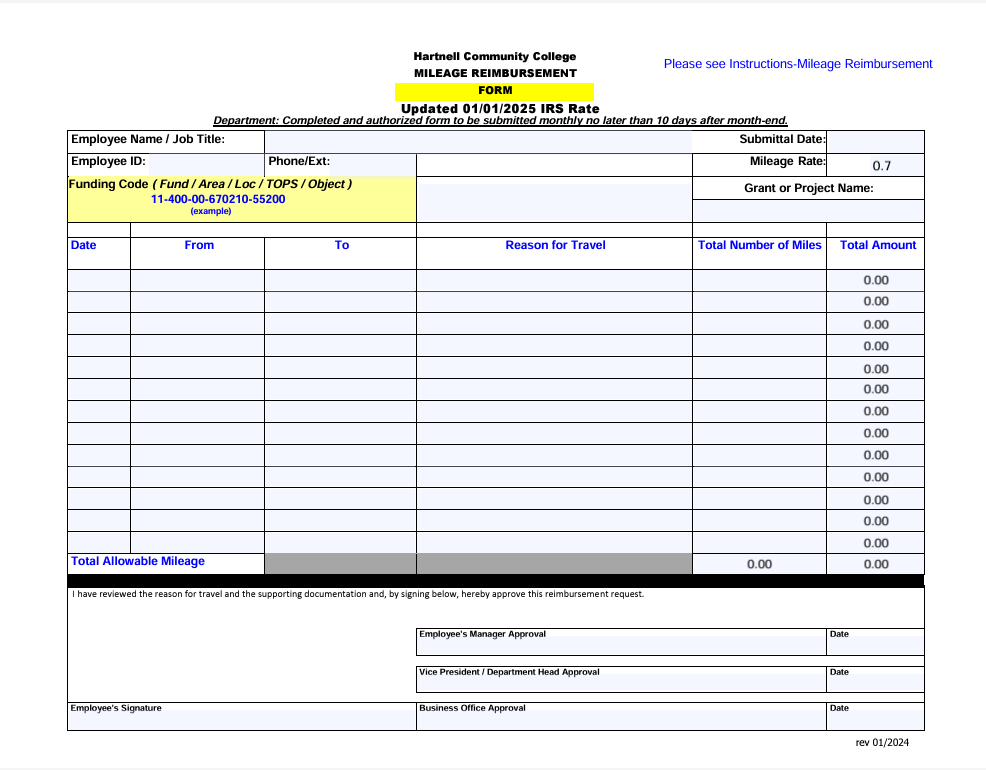 Hartnell Community College
MILEAGE REIMBURSEMENT
Please see Instructions-Mileage Reimbursement
FORM
Updated 01/01/2025 IRS Rate
Department: Completed and authorized form to be submitted monthly no later than 10 days after month-end.
Employee Name / Job Title: Submittal Date:
Employee ID: Phone/Ext: Mileage Rate: 0.7
Funding Code ( Fund / Area / Loc / TOPS / Object ) Grant or Project Name:
11-400-00-670210-55200
(example)
Date From To Reason for Travel Total Number of Miles Total Amount
0.00
0.00
0.00
0.00
0.00
0.00
0.00
0.00
0.00
0.00
0.00
0.00
0.00
Total Allowable Mileage 0.00 0.00
I have reviewed the reason for travel and the supporting documentation and, by signing below, hereby approve this reimbursement request.
Employee's Manager Approval Date
Vice President / Department Head Approval Date
Employee's Signature Business Office Approval Date
rev 01/2024